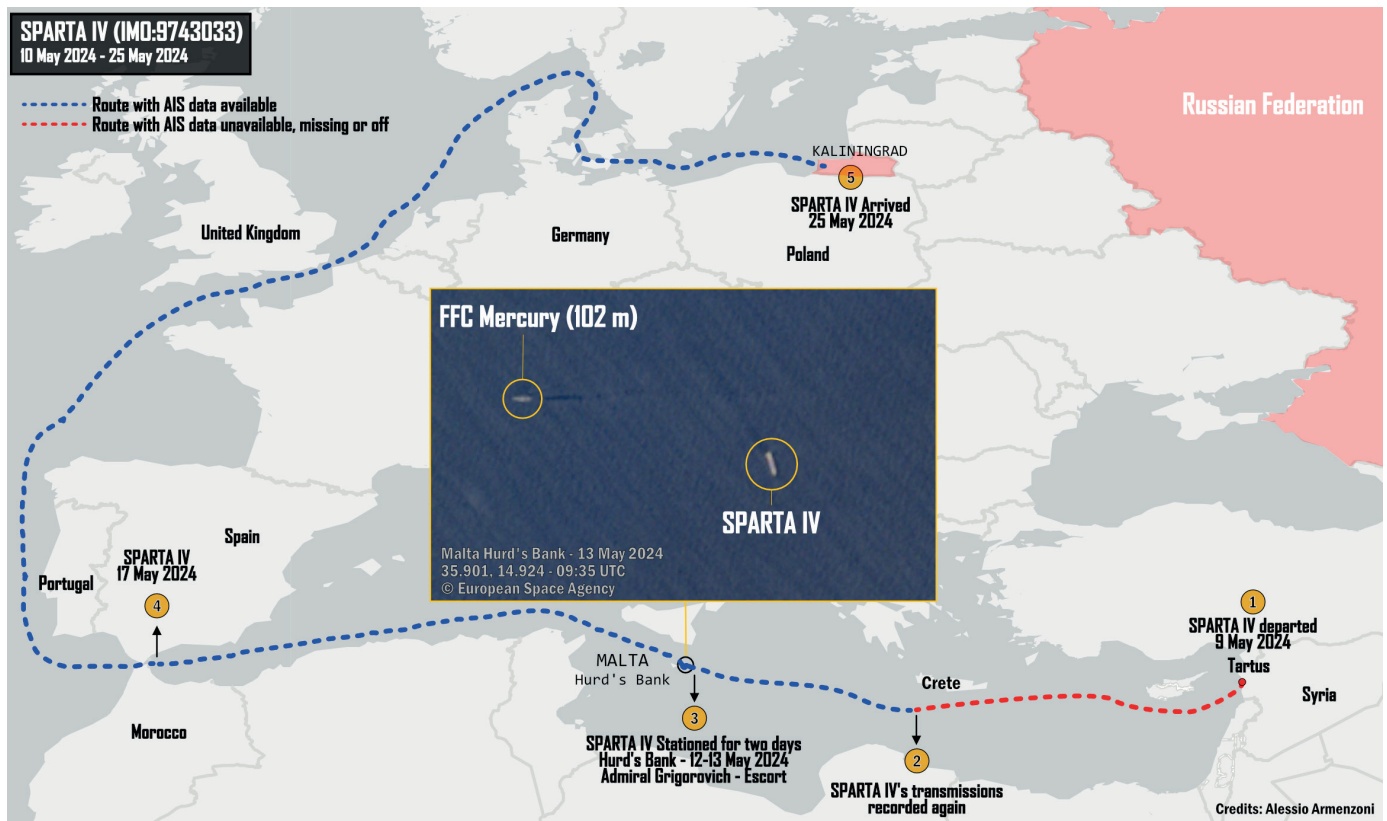 SPARTA IV (IMO:9743033)
10 May 2024 - 25 May 2024
Route with AIS data available
Route with AIS data unavailable, missing or off
Russian Federation
KALININGRAD
5
SPARTA IV Arrived
25 May 2024
United Kingdom
Germany
Poland
FFC Mercury (102 m)
SPARTA IV
Malta Hurd's Bank - 13 May 2024
35.901, 14.924 - 09:35 UTC
© European Space Agency
Spain
Portugal
SPARTA IV
17 May 2024
4
1
SPARTA IV departed
9 May 2024
Tartus
Syria
MALTA
Hurd's Bank
Crete
Morocco
3
SPARTA IV Stationed for two days
Hurd's Bank - 12-13 May 2024
Admiral Grigorovich - Escort
2
SPARTA IV's transmissions
recorded again
Credits: Alessio Armenzoni